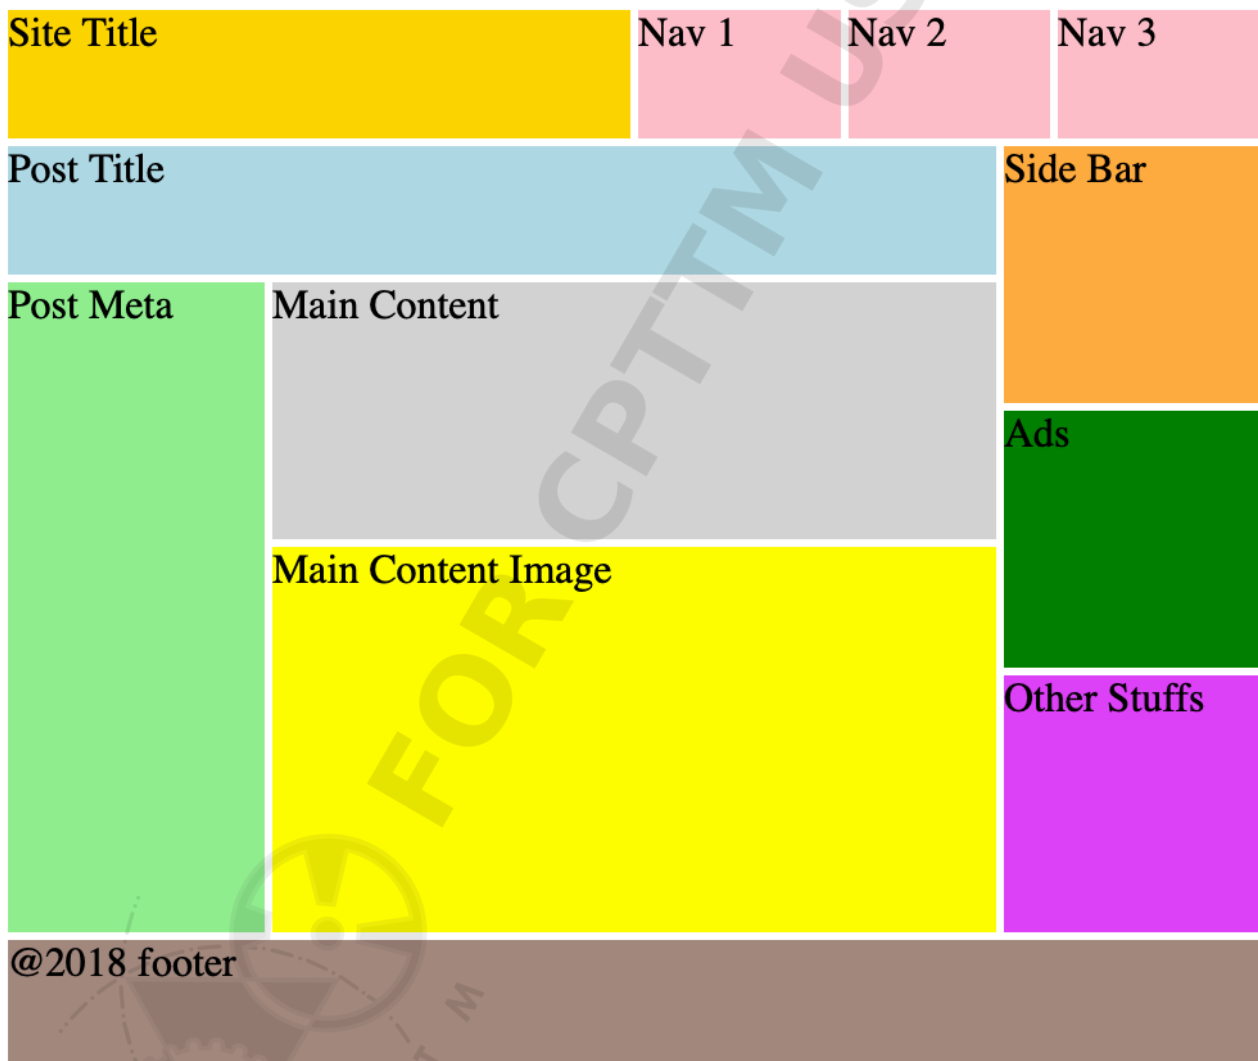 Site Title
Nav 1
Nav 2
Nav 3
Post Title
Side Bar
Post Meta
Main Content
Ads
Main Content Image
Other Stuffs
@2018 footer
FOR CPTTM US
T M